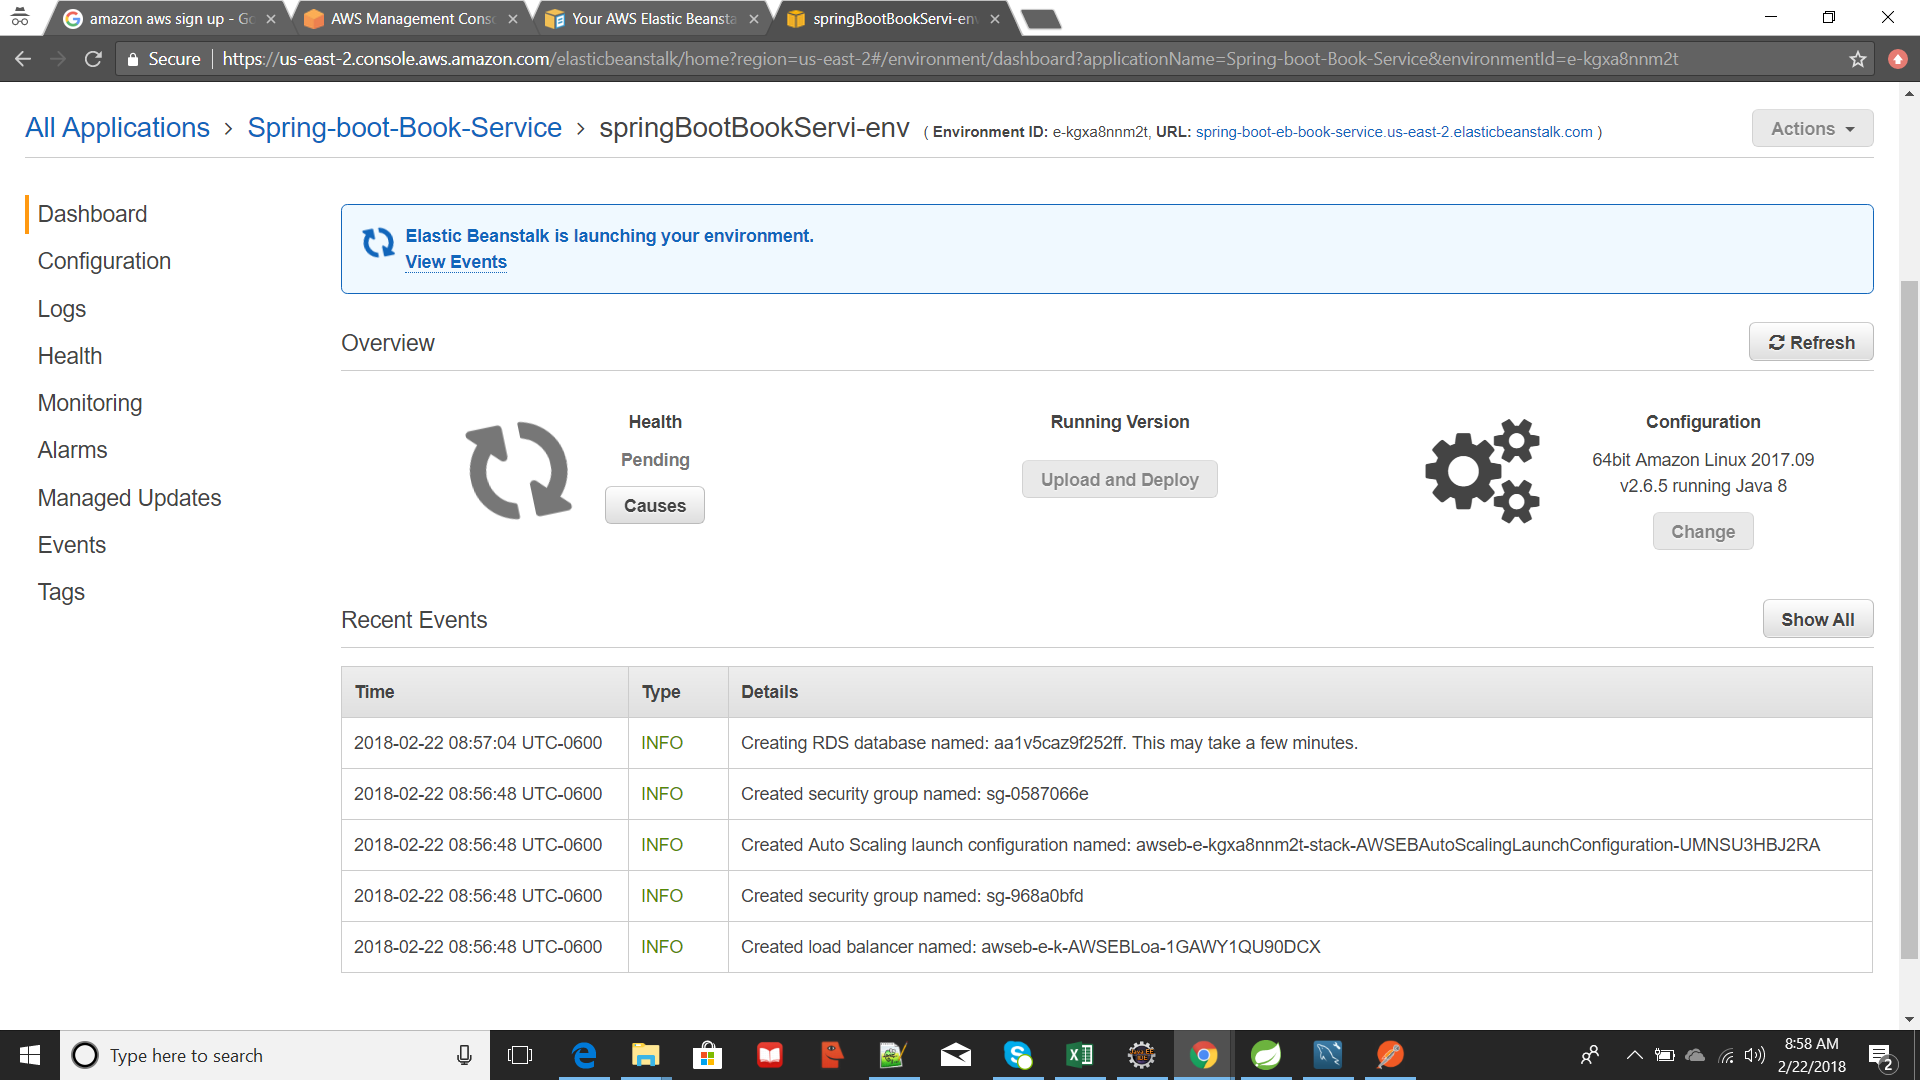 amazon aws sign up - Go
AWS Management Conso
Your AWS Elastic Beansta
springBootBookServi-env
Secure
https://us-east-2.console.aws.amazon.com/elasticbeanstalk/home?region=us-east-2#/environment/dashboard?applicationName=Spring-boot-Book-Service&environmentId=e-kgxa8nnm2t
All Applications > Spring-boot-Book-Service > springBootBookServi-env ( Environment ID: e-kgxa8nnm2t, URL: spring-boot-eb-book-service.us-east-2.elasticbeanstalk.com )
Actions
Dashboard
Configuration
Logs
Health
Monitoring
Alarms
Managed Updates
Events
Tags
Elastic Beanstalk is launching your environment.
View Events
Overview
Refresh
Health
Pending
Causes
Running Version
Upload and Deploy
Configuration
64bit Amazon Linux 2017.09
v2.6.5 running Java 8
Change
Recent Events
Show All
Time Type Details
2018-02-22 08:57:04 UTC-0600 INFO Creating RDS database named: aa1v5caz9f252ff. This may take a few minutes.
2018-02-22 08:56:48 UTC-0600 INFO Created security group named: sg-0587066e
2018-02-22 08:56:48 UTC-0600 INFO Created Auto Scaling launch configuration named: awseb-e-kgxa8nnm2t-stack-AWSEBAutoScalingLaunchConfiguration-UMNSU3HBJ2RA
2018-02-22 08:56:48 UTC-0600 INFO Created security group named: sg-968a0bfd
2018-02-22 08:56:48 UTC-0600 INFO Created load balancer named: awseb-e-k-AWSEBLoa-1GAWY1QU90DCX
Type here to search
8:58 AM
2/22/2018
2